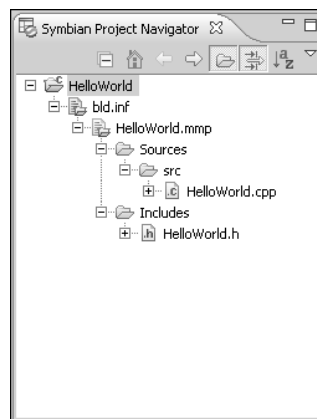 Symbian Project Navigator
HelloWorld
bld.inf
HelloWorld.mmp
Sources
src
HelloWorld.cpp
Includes
HelloWorld.h